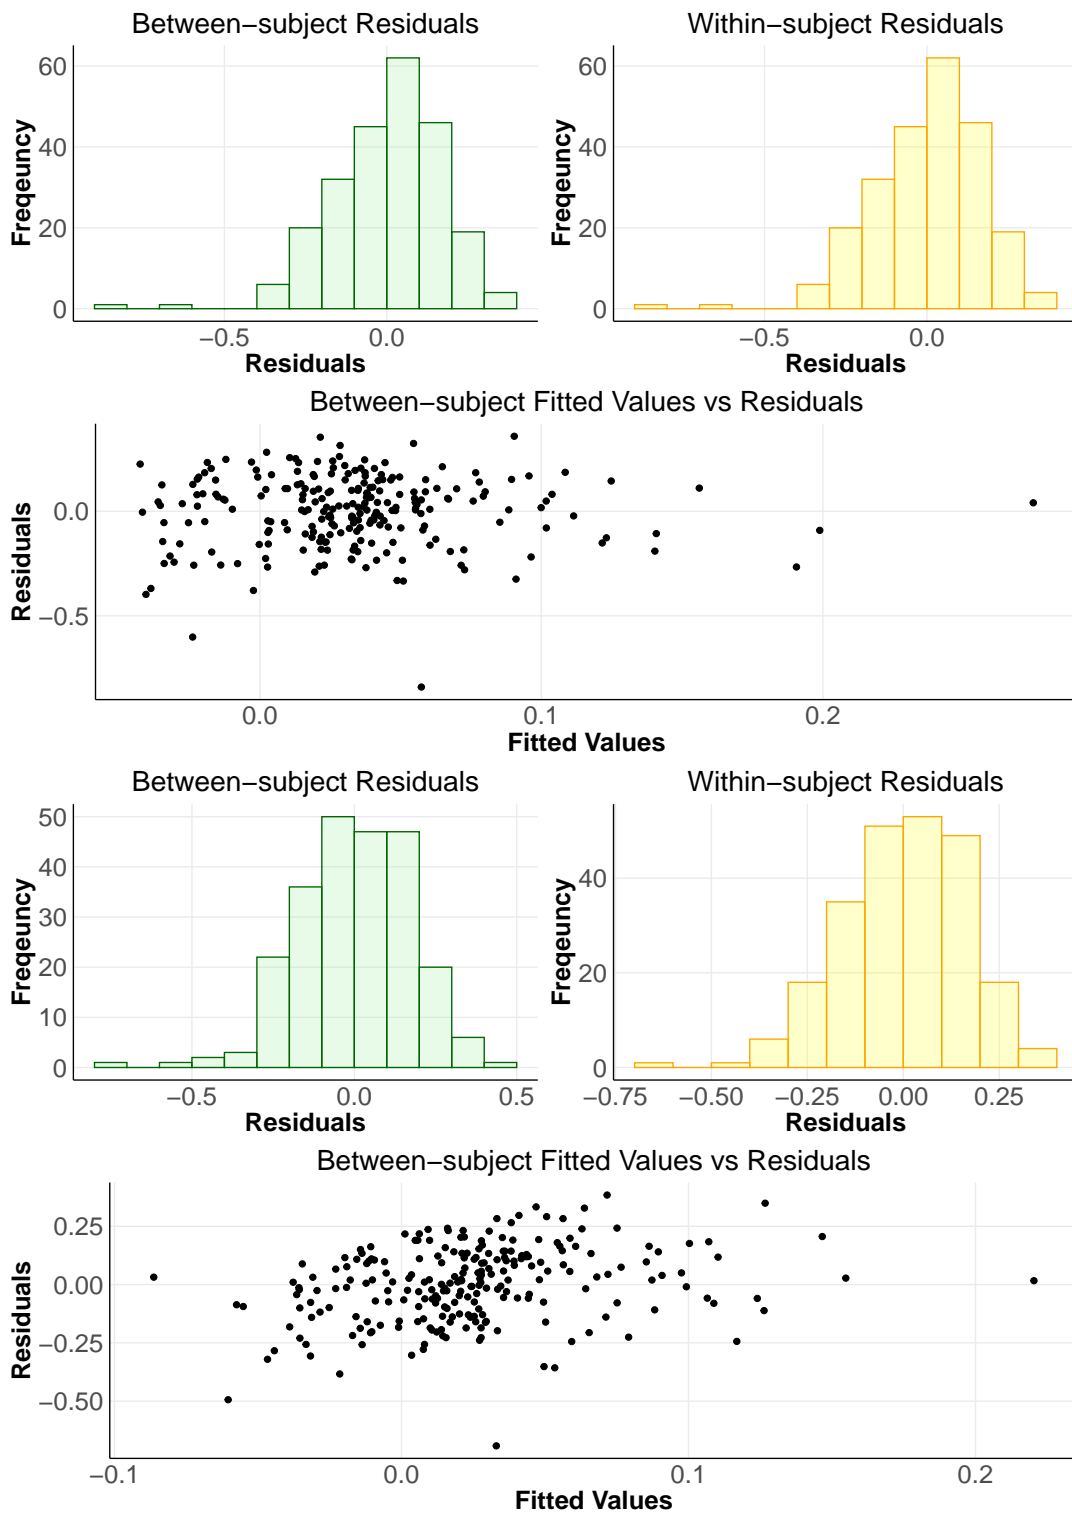 Between−subject Residuals
Within−subject Residuals
Freqeuncy
60
40
20
0
−0.5
0.0
Residuals
Freqeuncy
60
40
20
0
−0.5
0.0
Residuals
Between−subject Fitted Values vs Residuals
Residuals
0.0
−0.5
0.0
0.1
0.2
Fitted Values
Between−subject Residuals
Within−subject Residuals
Freqeuncy
50
40
30
20
10
0
−0.5
0.0
0.5
Residuals
Freqeuncy
40
20
0
−0.75
−0.50
−0.25
0.00
0.25
Residuals
Between−subject Fitted Values vs Residuals
Residuals
0.25
0.00
−0.25
−0.50
−0.1
0.0
0.1
0.2
Fitted Values